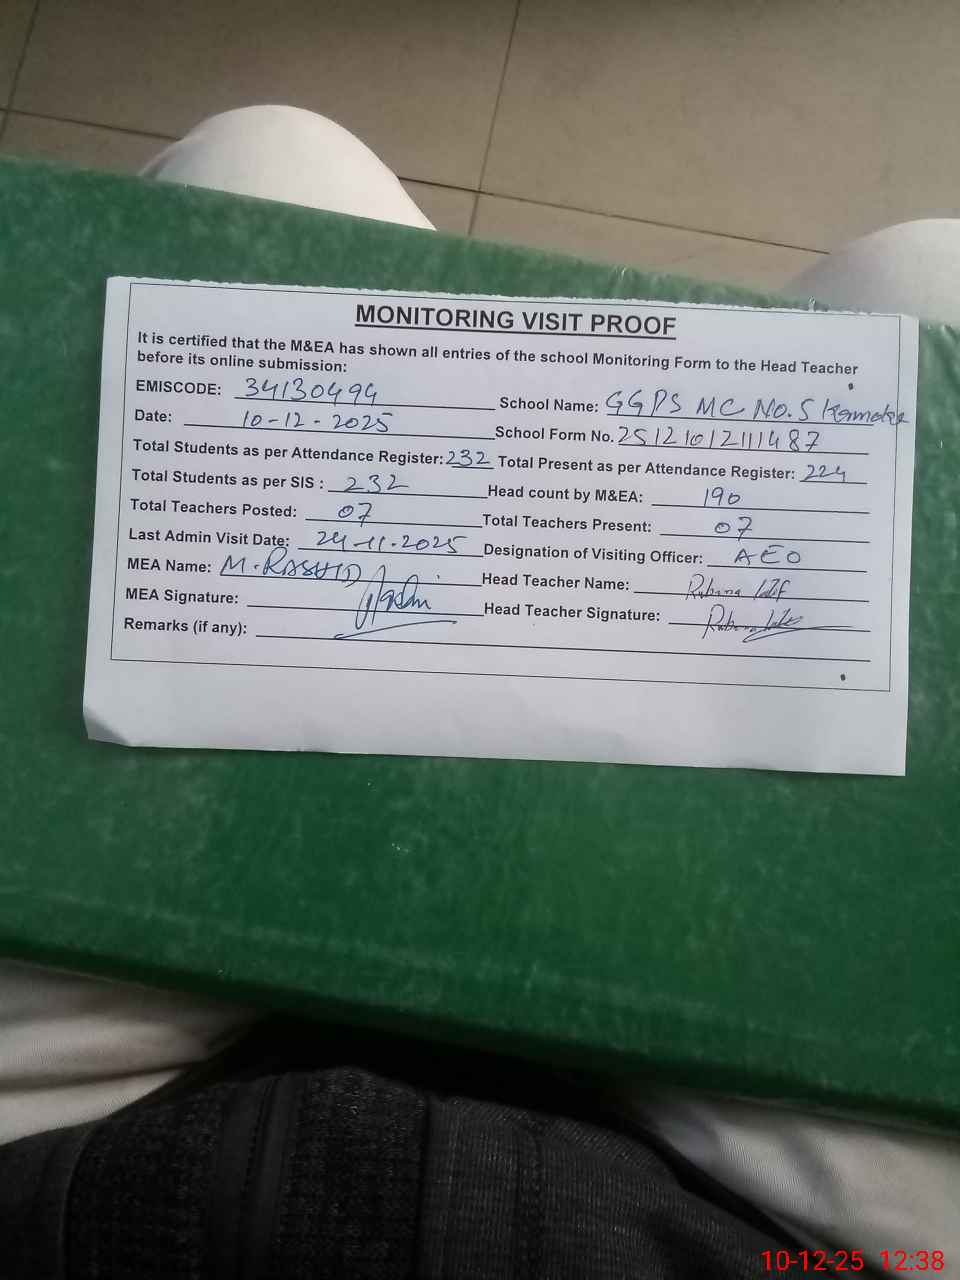 MONITORING VISIT PROOF
It is certified that the M&EA has shown all entries of the school Monitoring Form to the Head Teacher
before its online submission:
EMISCODE: 34130494 School Name: GGPS MC No. 5
Date: 10-12-2025 School Form No. 2512101211487
Total Students as per Attendance Register: 232 Total Present as per Attendance Register: 224
Total Students as per SIS : 232 Head count by M&EA: 190
Total Teachers Posted: 07 Total Teachers Present: 07
Last Admin Visit Date: 24-11-2025 Designation of Visiting Officer: AEO
MEA Name: M. RASHID Head Teacher Name: Rubina
MEA Signature: Head Teacher Signature: Rubina
Remarks (if any):
10-12-25 12:38